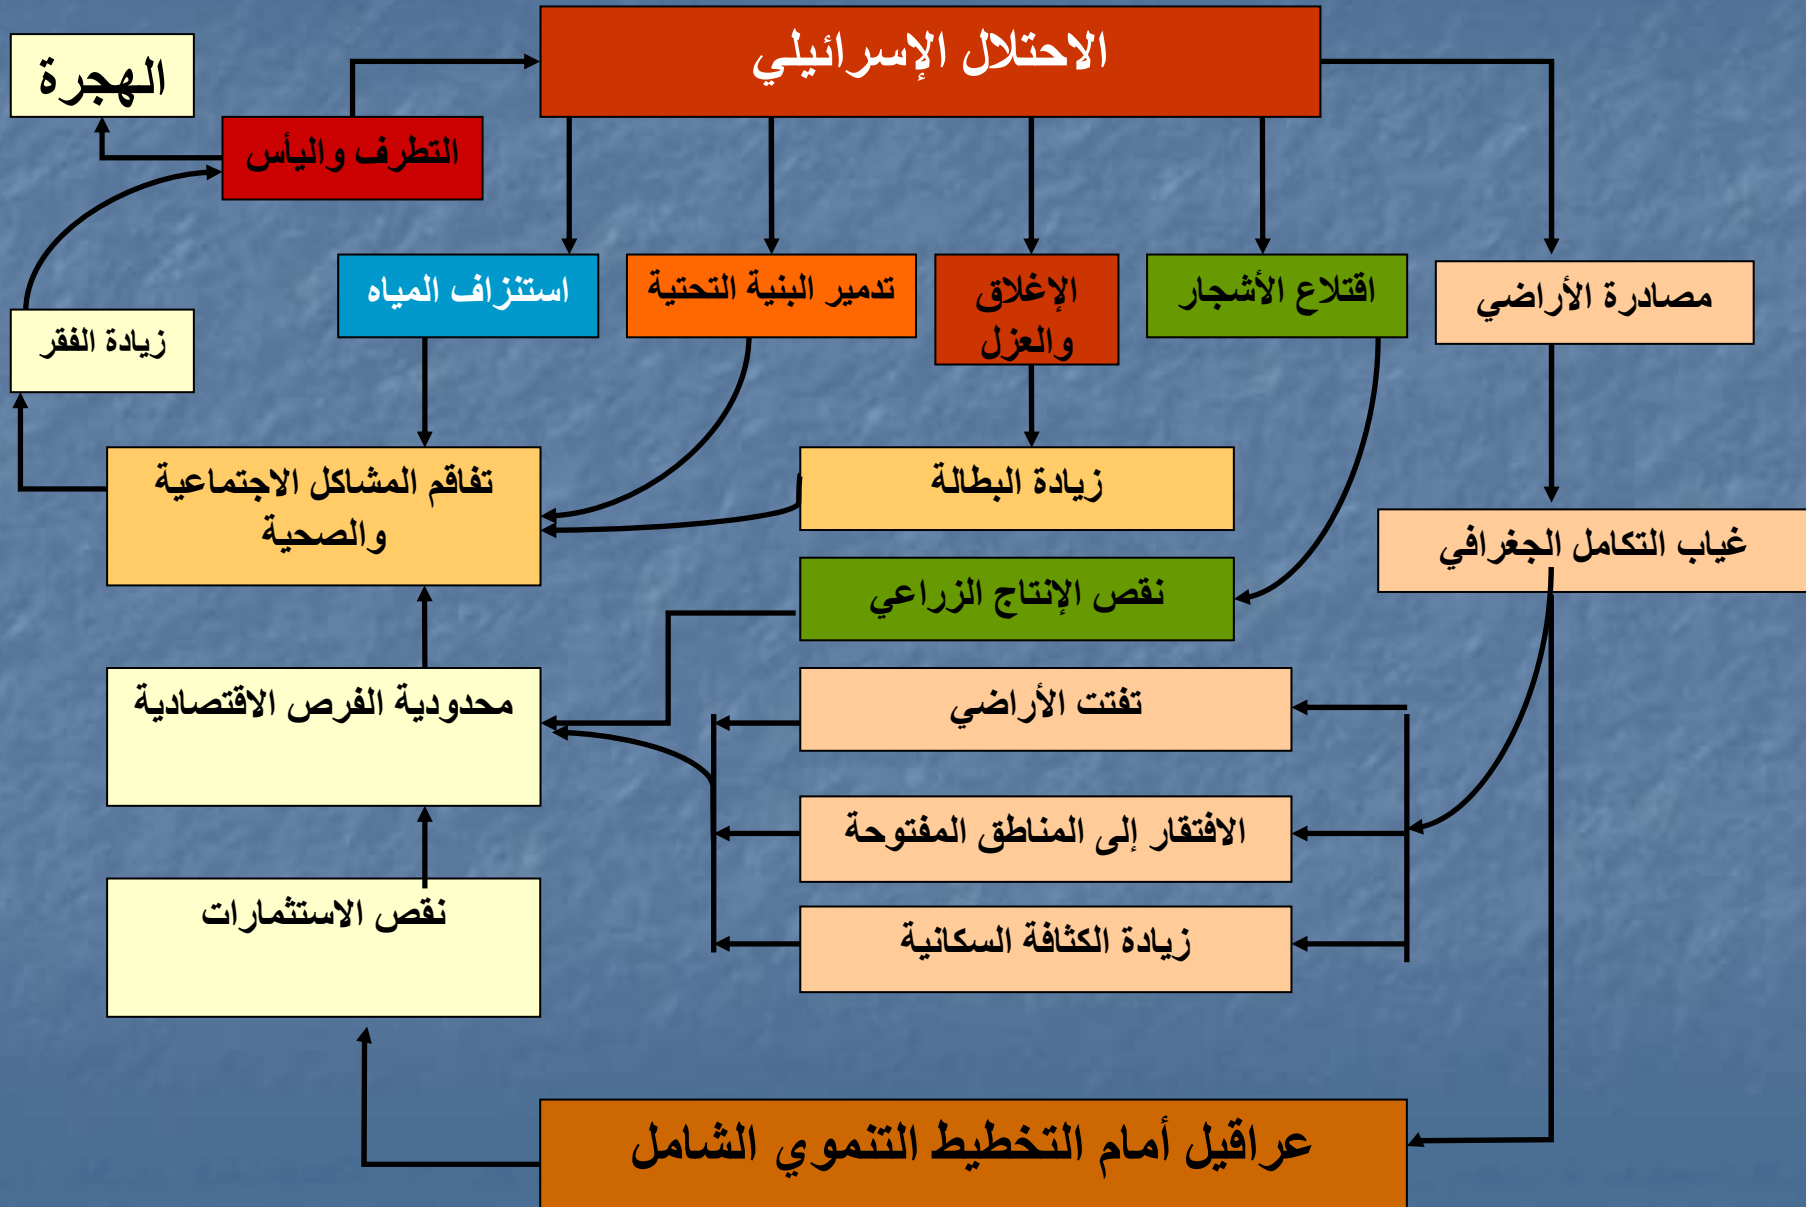 الاحتلال الإسرائيلي
الهجرة
التطرف واليأس
مصادرة الأراضي
اقتلاع الأشجار
الإغلاق
والعزل
تدمير البنية التحتية
استنزاف المياه
زيادة الفقر
زيادة البطالة
تفاقم المشاكل الاجتماعية
والصحية
غياب التكامل الجغرافي
نقص الإنتاج الزراعي
تفتت الأراضي
محدودية الفرص الاقتصادية
الافتقار إلى المناطق المفتوحة
زيادة الكثافة السكانية
نقص الاستثمارات
عراقيل أمام التخطيط التنموي الشامل